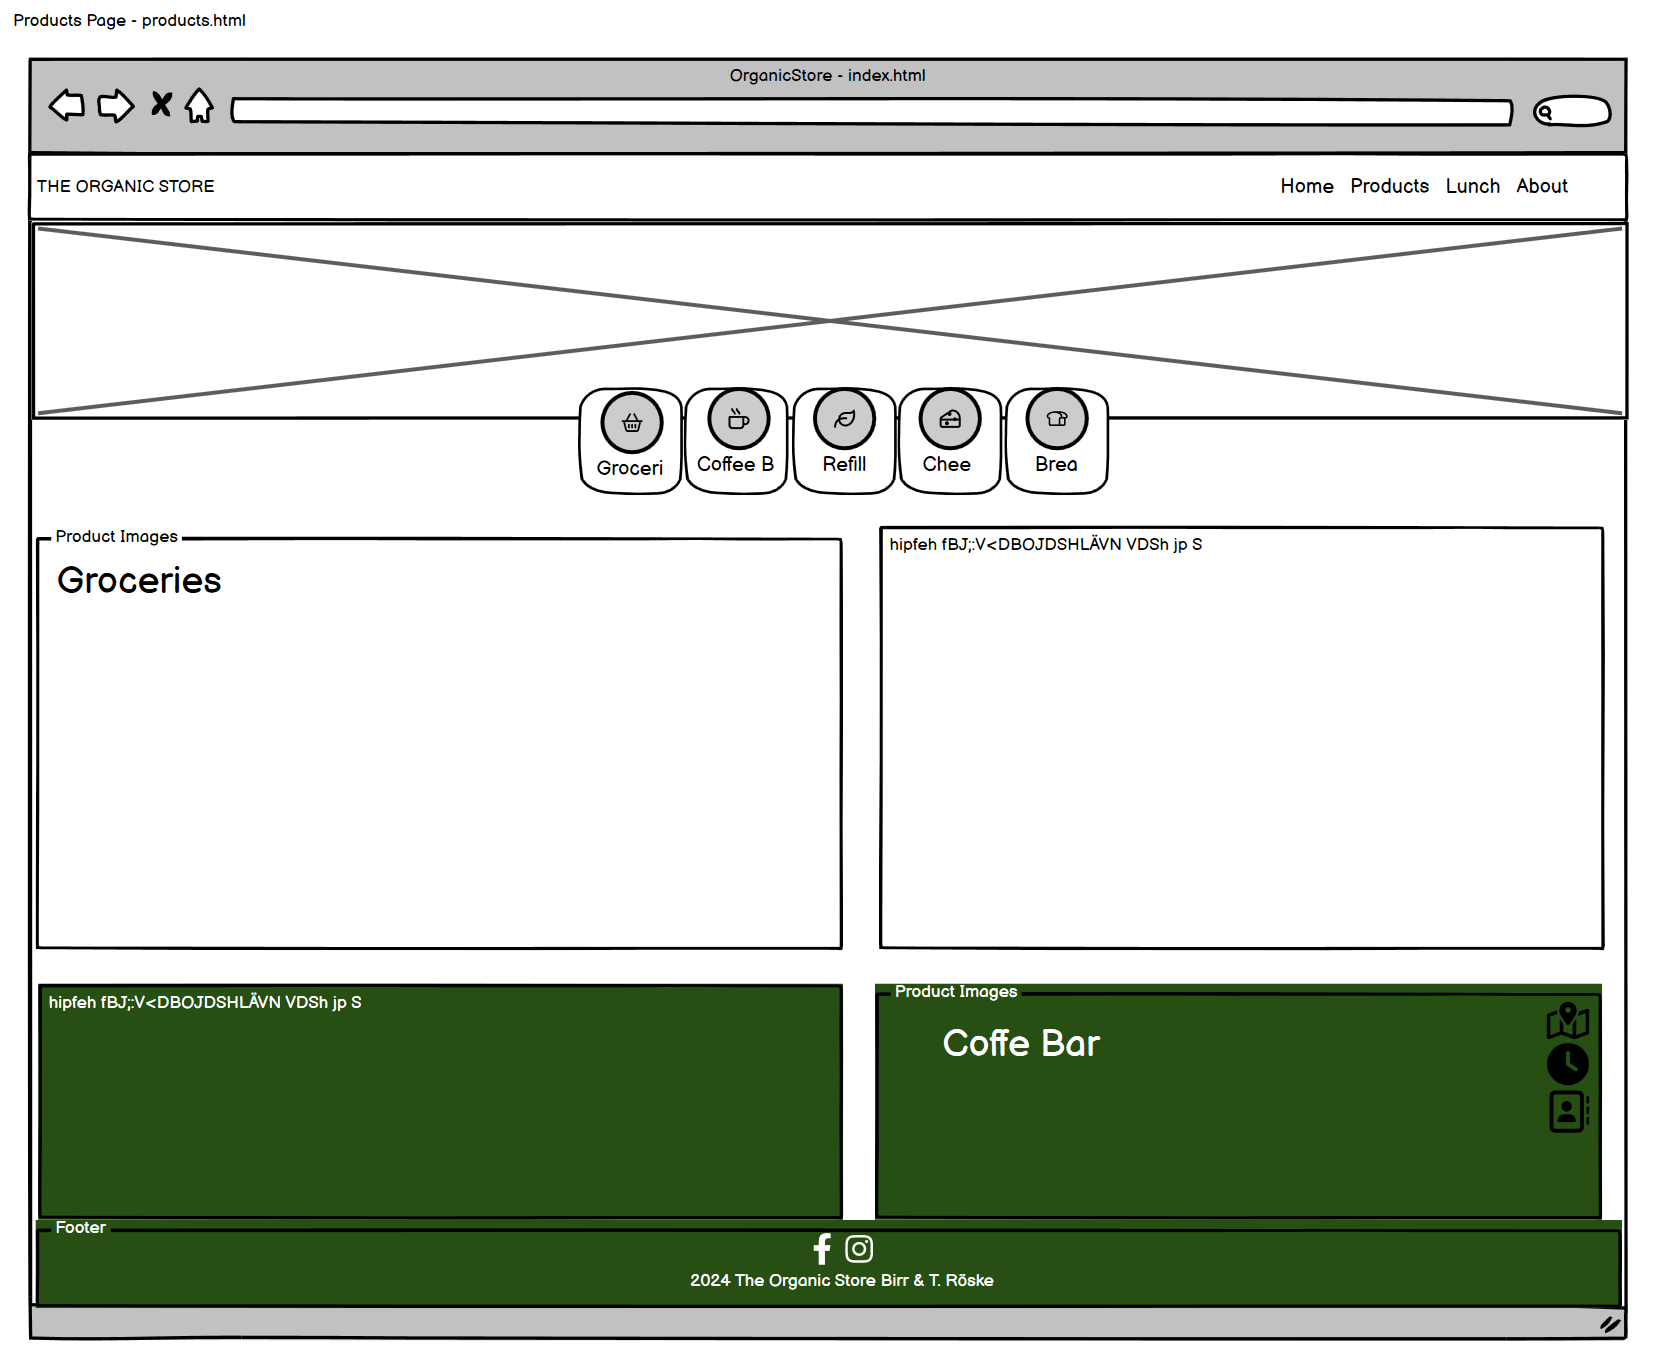 Products Page - products.html
OrganicStore - index.html
THE ORGANIC STORE
Home Products Lunch About
Groceri
Coffee B
Refill
Chee
Brea
Product Images
Groceries
hipfeh fBJ;:V<DBOJDSHLÄVN VDSh jp S
hipfeh fBJ;:V<DBOJDSHLÄVN VDSh jp S
Product Images
Coffe Bar
Footer
2024 The Organic Store Birr & T. Röske